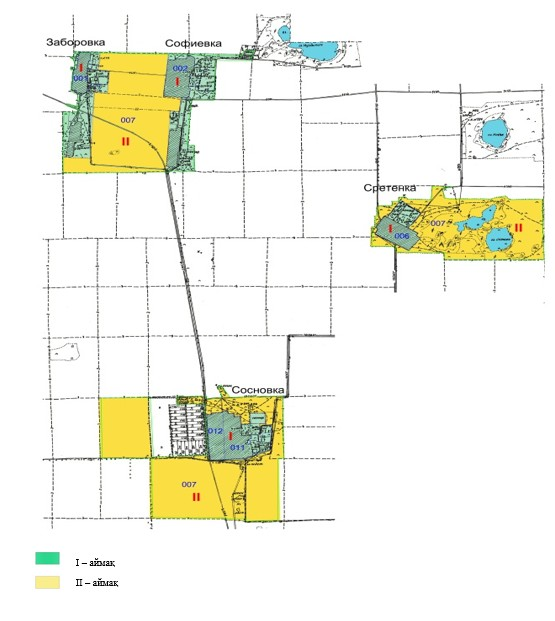 Заборовка
Софиевка
I
001
002
I
007
II
Сретенка
I
006
007
II
Сосновка
012
I
011
007
II
I – аймақ
II – аймақ